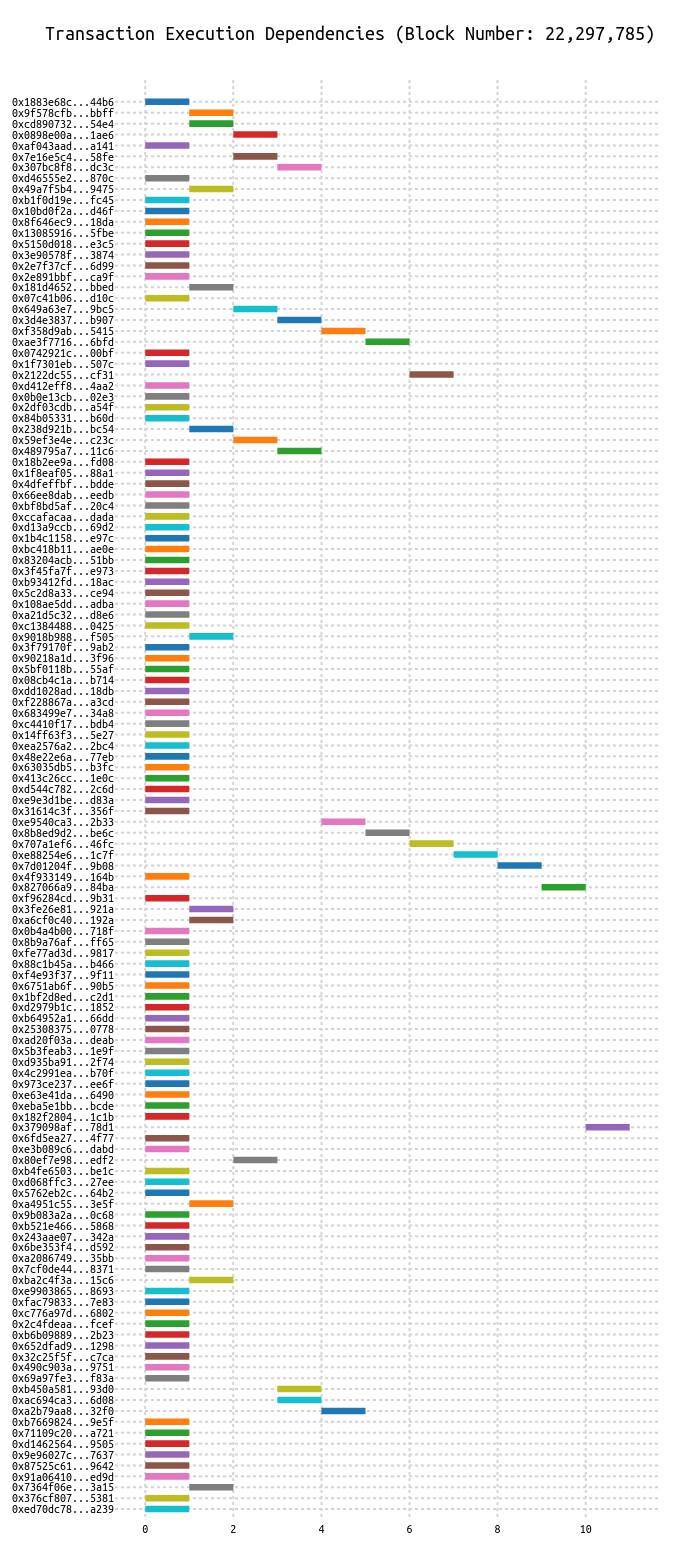 Transaction Execution Dependencies (Block Number: 22,297,785)
0x1883e68c...44b6
0x9f578cfb...bbff
0xcd890732...54e4
0x0898e00a...1ae6
0xaf043aad...a141
0x7e16e5c4...58fe
0x307bc8f8...dc3c
0xd46555e2...870c
0x49a7f5b4...9475
0xb1f0d19e...fc45
0x10bd0f2a...d46f
0x8f646ec9...18da
0x13085916...5fbe
0x5150d018...e3c5
0x3e90578f...3874
0x2e7f37cf...6d99
0x2e891bbf...ca9f
0x181d4652...bbed
0x07c41b06...d10c
0x649a63e7...9bc5
0x3d4e3837...b907
0xf358d9ab...5415
0xae3f7716...6bfd
0x0742921c...00bf
0x1f7301eb...507c
0x2122dc55...cf31
0xd412eff8...4aa2
0x0b0e13cb...02e3
0x2df03cdb...a54f
0x84b05331...b60d
0x238d921b...bc54
0x59ef3e4e...c23c
0x489795a7...11c6
0x18b2ee9a...fd08
0x1f8eaf05...88a1
0x4dfeffbf...bdde
0x66ee8dab...eedb
0xbf8bd5af...20c4
0xccafacaa...dada
0xd13a9ccb...69d2
0x1b4c1158...e97c
0xbc418b11...ae0e
0x83204acb...51bb
0x3f45fa7f...e973
0xb93412fd...18ac
0x5c2d8a33...ce94
0x108ae5dd...adba
0xa21d5c32...d8e6
0xc1384488...0425
0x9018b988...f505
0x3f79170f...9ab2
0x90218a1d...3f96
0x5bf0118b...55af
0x08cb4c1a...b714
0xdd1028ad...18db
0xf228867a...a3cd
0x683499e7...34a8
0xc4410f17...bdb4
0x14ff63f3...5e27
0xea2576a2...2bc4
0x48e22e6a...77eb
0x63035db5...b3fc
0x413c26cc...1e0c
0xd544c782...2c6d
0xe9e3d1be...d83a
0x31614c3f...356f
0xe9540ca3...2b33
0x8b8ed9d2...be6c
0x707a1ef6...46fc
0xe88254e6...1c7f
0x7d01204f...9b08
0x4f933149...164b
0x827066a9...84ba
0xf96284cd...9b31
0x3fe26e81...921a
0xa6cf0c40...192a
0x0b4a4b00...718f
0x8b9a76af...ff65
0xfe77ad3d...9817
0x88c1b45a...b466
0xf4e93f37...9f11
0x6751ab6f...90b5
0x1bf2d8ed...c2d1
0xd2979b1c...1852
0xb64952a1...66dd
0x25308375...0778
0xad20f03a...deab
0x5b3feab3...1e9f
0xd935ba91...2f74
0x4c2991ea...b70f
0x973ce237...ee6f
0xe63e41da...6490
0xeba5e1bb...bcde
0x182f2804...1c1b
0x379098af...78d1
0x6fd5ea27...4f77
0xe3b089c6...dabd
0x80ef7e98...edf2
0xb4fe6503...be1c
0xd068ffc3...27ee
0x5762eb2c...64b2
0xa4951c55...3e5f
0x9b083a2a...0c68
0xb521e466...5868
0x243aae07...342a
0x6be353f4...d592
0xa2086749...35bb
0x7cf0de44...8371
0xba2c4f3a...15c6
0xe9903865...8693
0xfac79833...7e83
0xc776a97d...6802
0x2c4fdeaa...fcef
0xb6b09889...2b23
0x652dfad9...1298
0x32c25f5f...c7ca
0x490c903a...9751
0x69a97fe3...f83a
0xb450a581...93d0
0xac694ca3...6d08
0xa2b79aa8...32f0
0xb7669824...9e5f
0x71109c20...a721
0xd1462564...9505
0x9e96027c...7637
0x87525c61...9642
0x91a06410...ed9d
0x7364f06e...3a15
0x376cf807...5381
0xed70dc78...a239
0 2 4 6 8 10